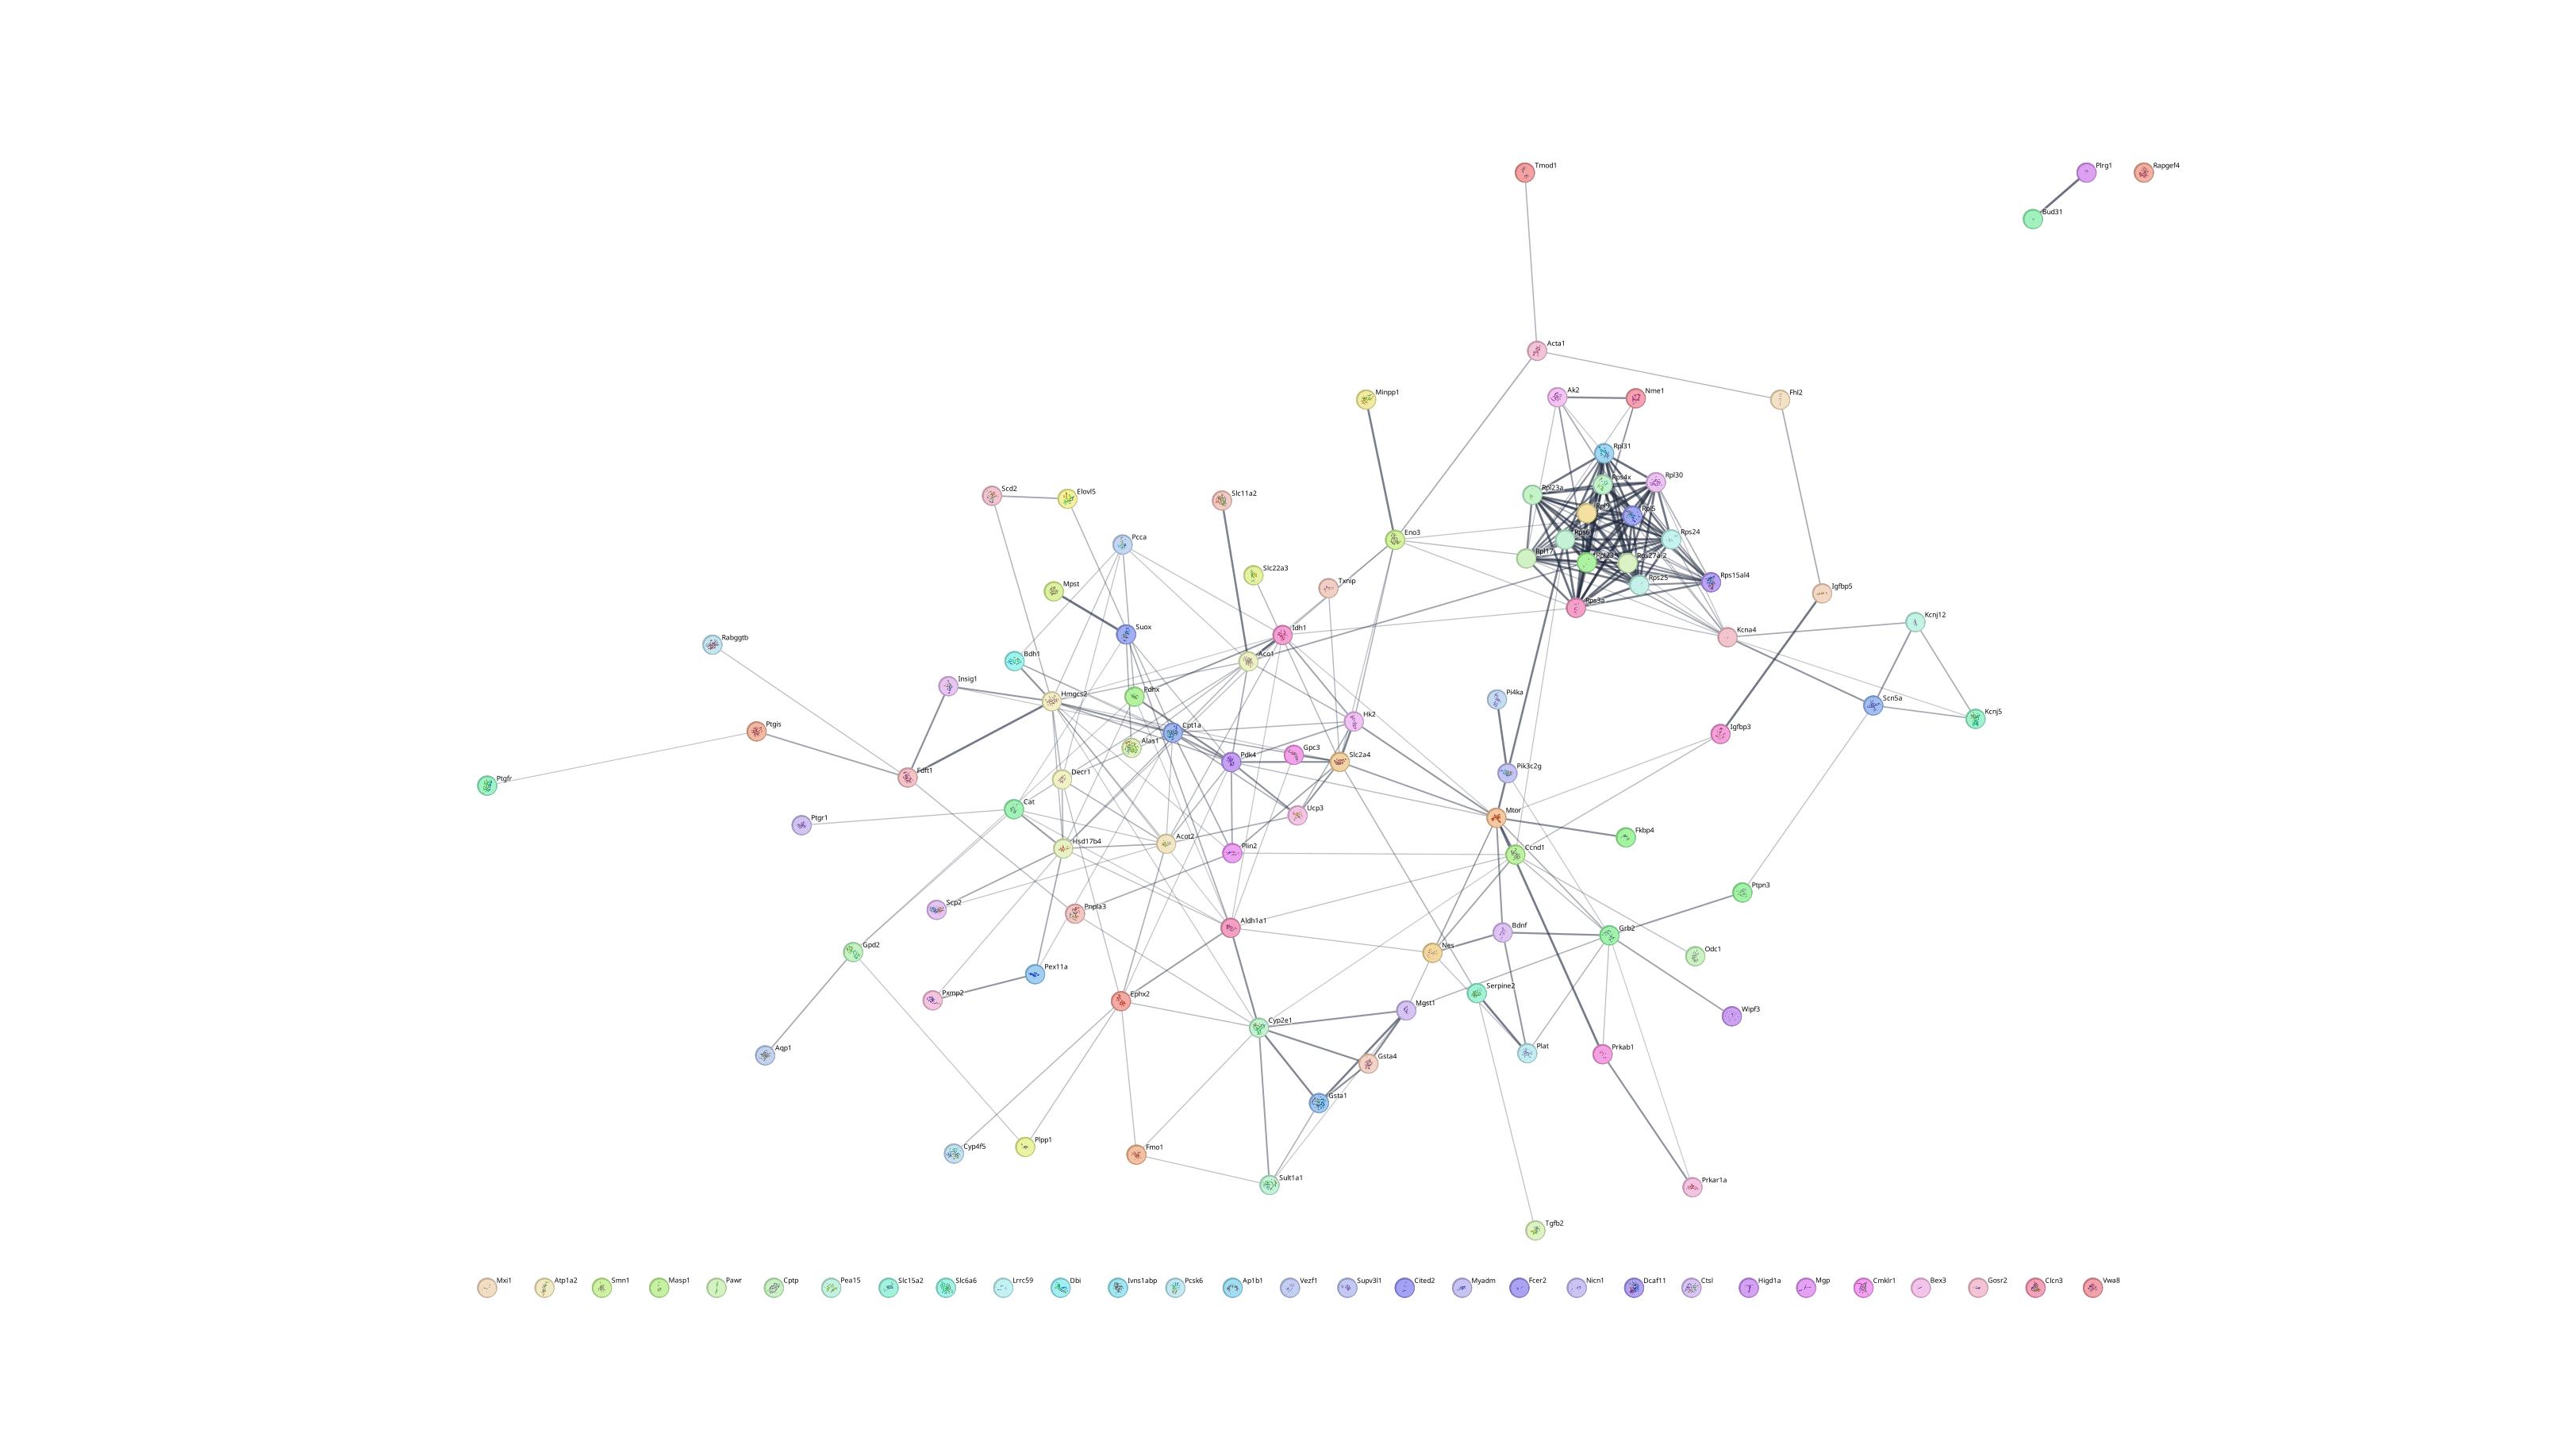 Tmod1
Plrg1
Rapgef4
Bud31
Acta1
Minpp1
Ak2
Nme1
Fhl2
Rpl31
Rps4x
Rpl30
Scd2
Elovl5
Slc11a2
Rpl23a
Rpl5
Rps24
Rps6
Pcca
Eno3
Rpl17
Rps27a-2
Slc22a3
Txnip
Rps25
Rps15al4
Mpst
Igfbp5
Rps3a
Suox
Idh1
Kcna4
Kcnj12
Rabggtb
Bdh1
Aco1
Insig1
Hmgcs2
Pdhx
Pi4ka
Scn5a
Hk2
Kcnj5
Ptgis
Cpt1a
Igfbp3
Alas1
Pdk4
Gpc3
Slc2a4
Pik3c2g
Fdft1
Decr1
Ptgfr
Cat
Ucp3
Mtor
Ptgr1
Fkbp4
Hsd17b4
Acot2
Plin2
Ccnd1
Ptpn3
Scp2
Pnpla3
Aldh1a1
Bdnf
Grb2
Gpd2
Nes
Odc1
Pex11a
Pxmp2
Ephx2
Serpine2
Mgst1
Wipf3
Cyp2e1
Aqp1
Gsta4
Plat
Prkab1
Gsta1
Cyp4f5
Plpp1
Fmo1
Sult1a1
Prkar1a
Tgfb2
Mxi1 Atp1a2 Smn1 Masp1 Pawr Cptp Pea15 Slc15a2 Slc6a6 Lrrc59 Dbi Ivns1abp Pcsk6 Ap1b1 Vezf1 Supv3l1 Cited2 Myadm Fcer2 Nicn1 Dcaf11 Ctsl Higd1a Mgp Cmklr1 Bex3 Gosr2 Clcn3 Vwa8